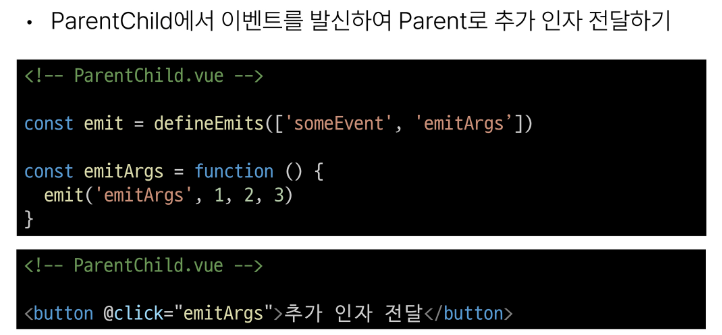 • ParentChild에서 이벤트를 발신하여 Parent로 추가 인자 전달하기
<!-- ParentChild.vue -->
const emit = defineEmits(['someEvent', 'emitArgs’])
const emitArgs = function () {
  emit('emitArgs', 1, 2, 3)
}
<!-- ParentChild.vue -->
<button @click="emitArgs">추가 인자 전달</button>